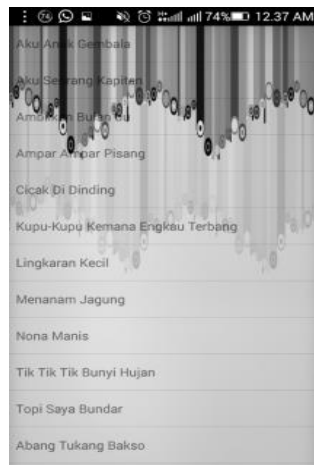 74 74% 12.37 AM
Aku Anak Gembala
Aku Seorang Kapiten
Ampar Ampar Pisang
Cicak Di Dinding
Kupu-Kupu Kemana Engkau Terbang
Lingkaran Kecil
Menanam Jagung
Nona Manis
Tik Tik Tik Bunyi Hujan
Topi Saya Bundar
Abang Tukang Bakso